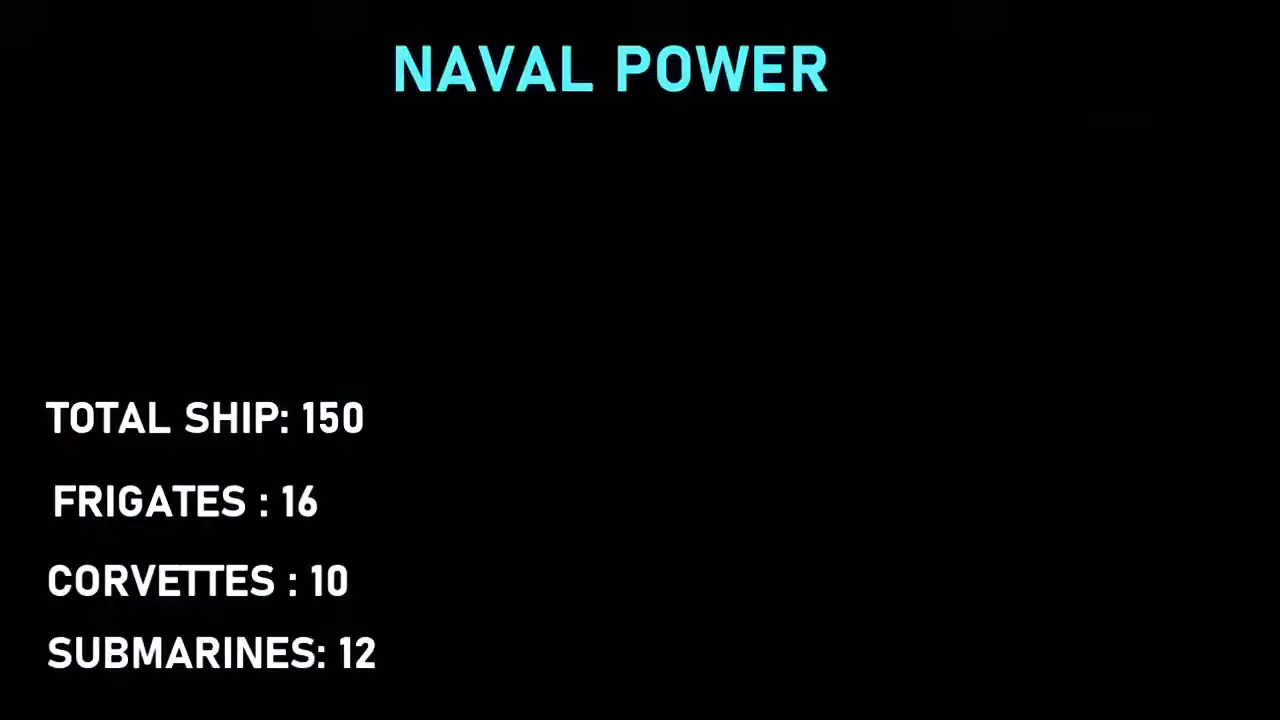 NAVAL POWER
TOTAL SHIP: 150
FRIGATES : 16
CORVETTES : 10
SUBMARINES: 12